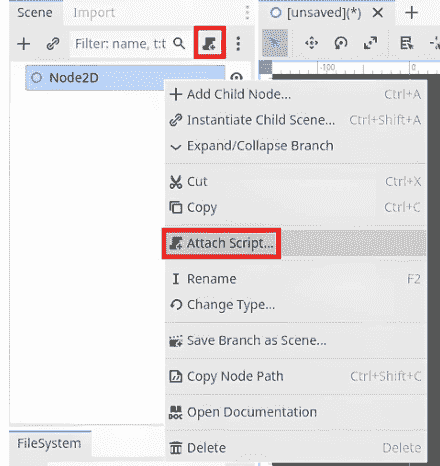 Scene Import
[unsaved](*)
Filter: name, t:t
-100 0
Node2D
Add Child Node... Ctrl+A
Instantiate Child Scene... Ctrl+Shift+A
Expand/Collapse Branch
Cut Ctrl+X
Copy Ctrl+C
Attach Script...
Rename F2
Change Type...
Save Branch as Scene...
Copy Node Path Ctrl+Shift+C
Open Documentation
FileSystem
Delete Delete